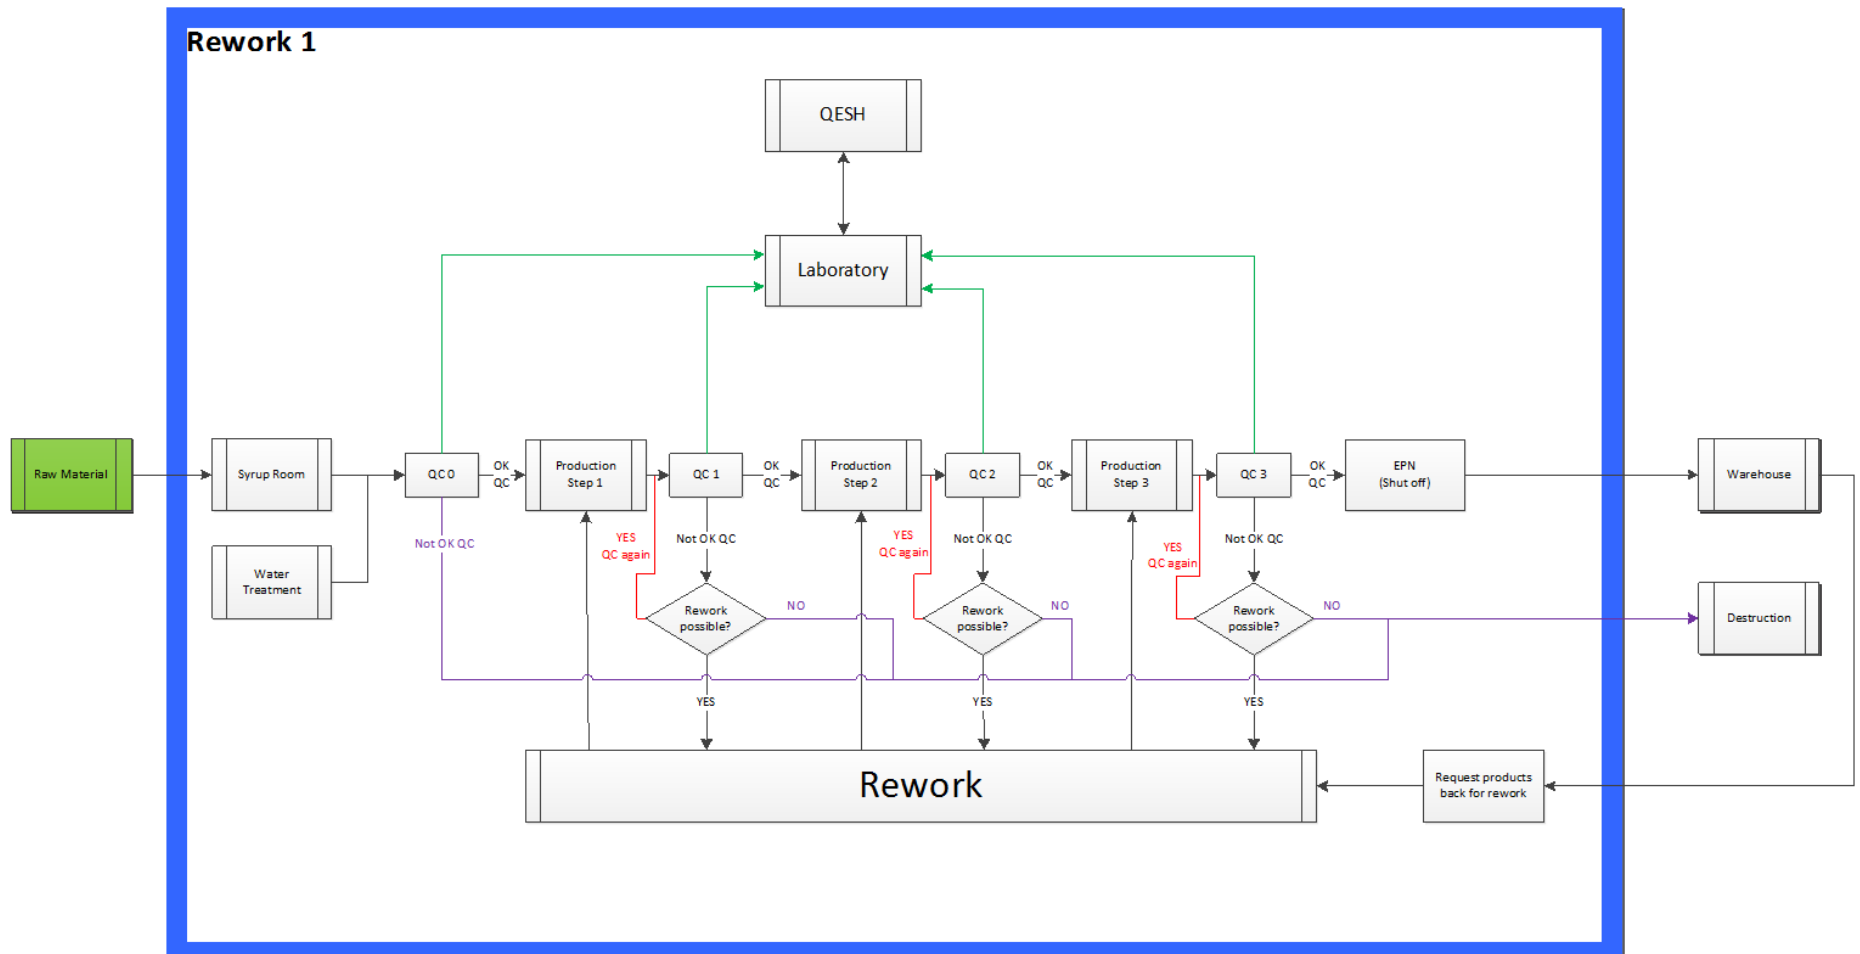 Rework 1
QESH
Laboratory
Raw Material
Syrup Room
Water
Treatment
QC 0
OK
QC
Not OK QC
Production
Step 1
YES
QC again
QC 1
OK
QC
Not OK QC
Rework
possible?
NO
YES
Production
Step 2
YES
QC again
QC 2
OK
QC
Not OK QC
Rework
possible?
NO
YES
Production
Step 3
YES
QC again
QC 3
OK
QC
Not OK QC
Rework
possible?
NO
YES
EPN
(Shut off)
Warehouse
Destruction
Rework
Request products
back for rework